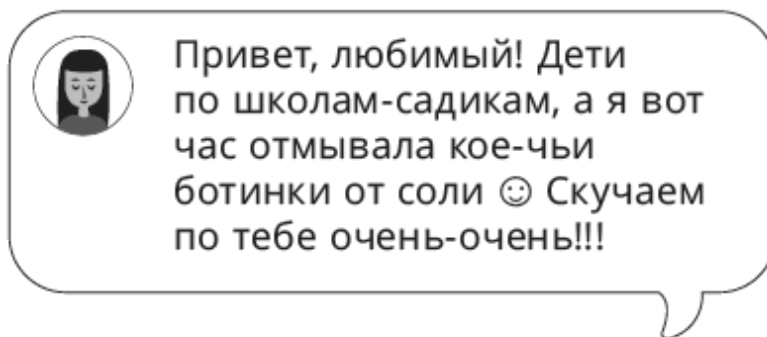 Привет, любимый! Дети
по школам-садикам, а я вот
час отмывала кое-чьи
ботинки от соли ☺ Скучаем
по тебе очень-очень!!!